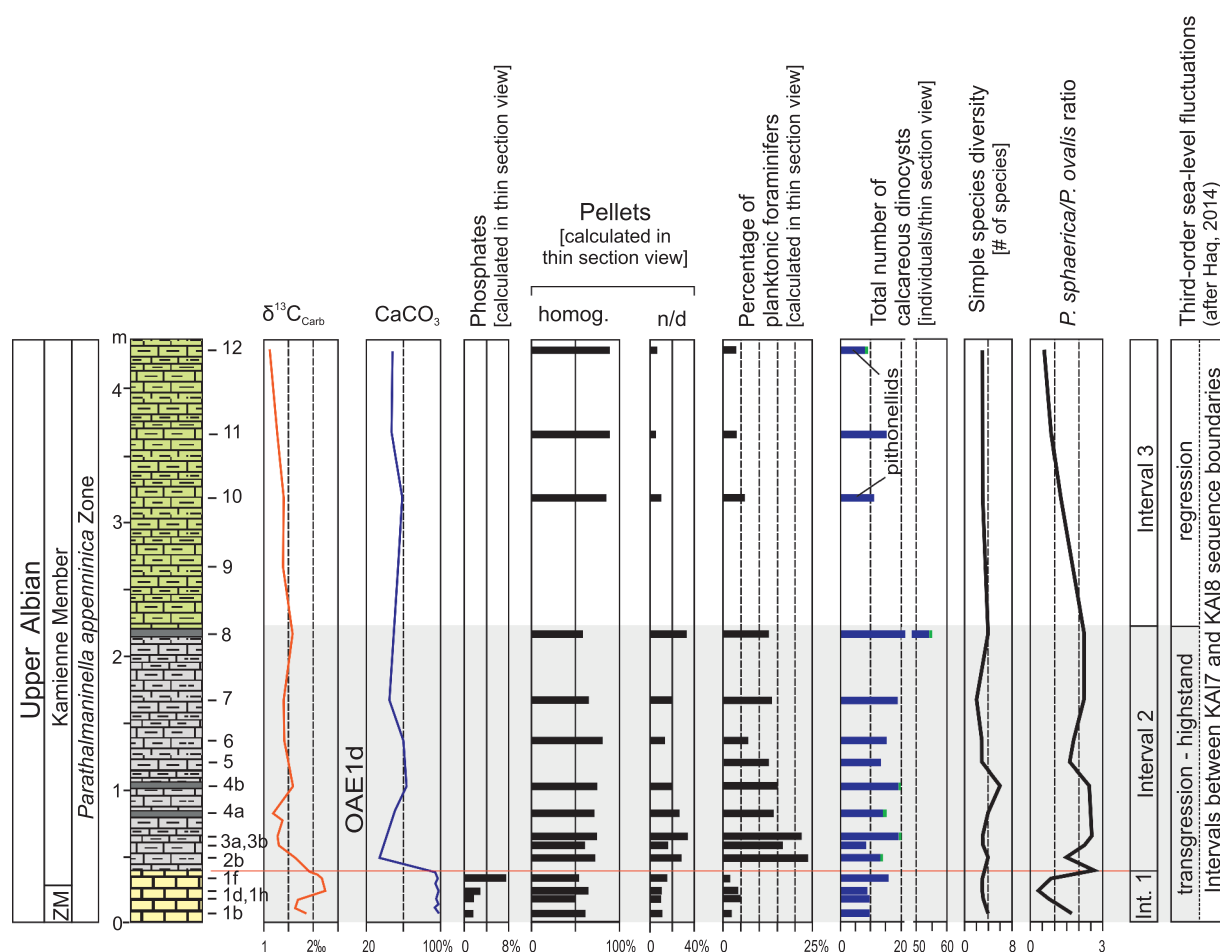 δ¹³C Carb
CaCO₃
Phosphates
[calculated in thin section view]
Pellets
[calculated in
thin section view]
homog.
n/d
Percentage of
planktonic foraminifers
[calculated in thin section view]
Total number of
calcareous dinocysts
[individuals/thin section view]
Simple species diversity
[# of species]
P. sphaerica/P. ovalis ratio
Third-order sea-level fluctuations
(after Haq, 2014)
Upper Albian
Kamienne Member
ZM
Parathalmaninella appenninica Zone
m
4
3
2
1
0
12
11
10
9
8
7
6
5
4b
4a
3a,3b
2b
1f
1d,1h
1b
OAE1d
pithonellids
Interval 3
Interval 2
Int. 1
regression
transgression - highstand
Intervals between KAl7 and KAl8 sequence boundaries
1 2‰
20 100%
0 8%
0 100%
0 40%
0 25%
0 20 50 60
0 8
0 3